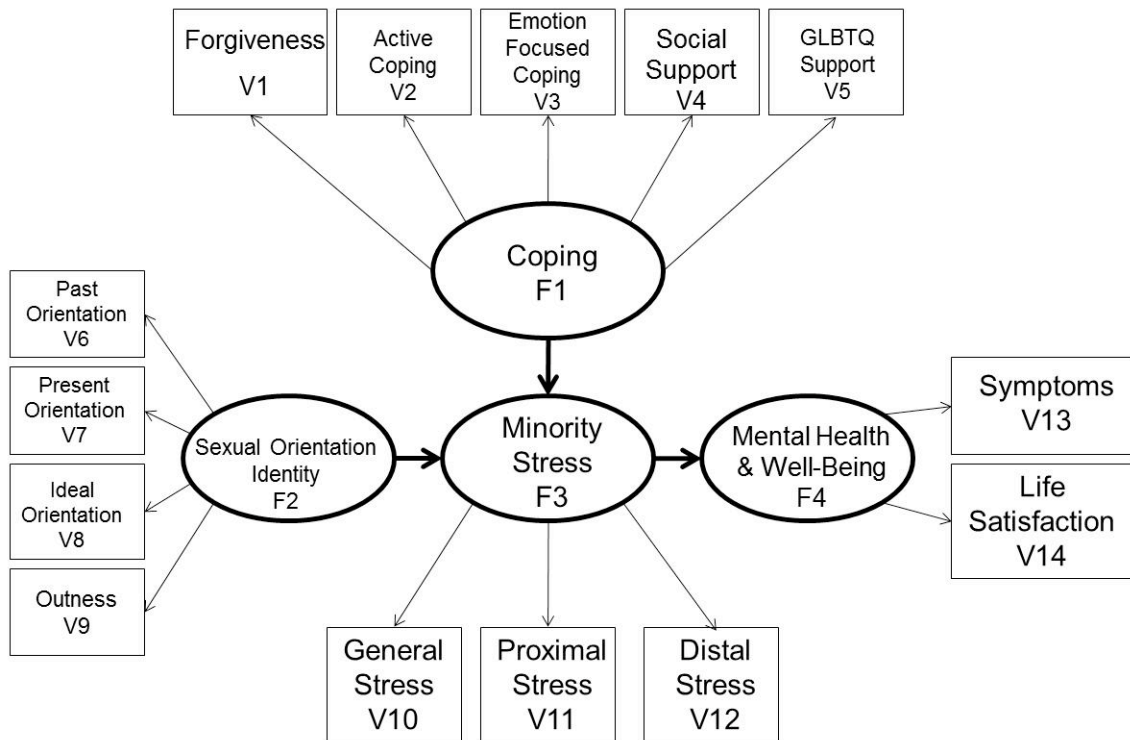 Forgiveness
V1
Active
Coping
V2
Emotion
Focused
Coping
V3
Social
Support
V4
GLBTQ
Support
V5
Coping
F1
Past
Orientation
V6
Present
Orientation
V7
Ideal
Orientation
V8
Outness
V9
Sexual Orientation
Identity
F2
Minority
Stress
F3
Mental Health
& Well-Being
F4
Symptoms
V13
Life
Satisfaction
V14
General
Stress
V10
Proximal
Stress
V11
Distal
Stress
V12